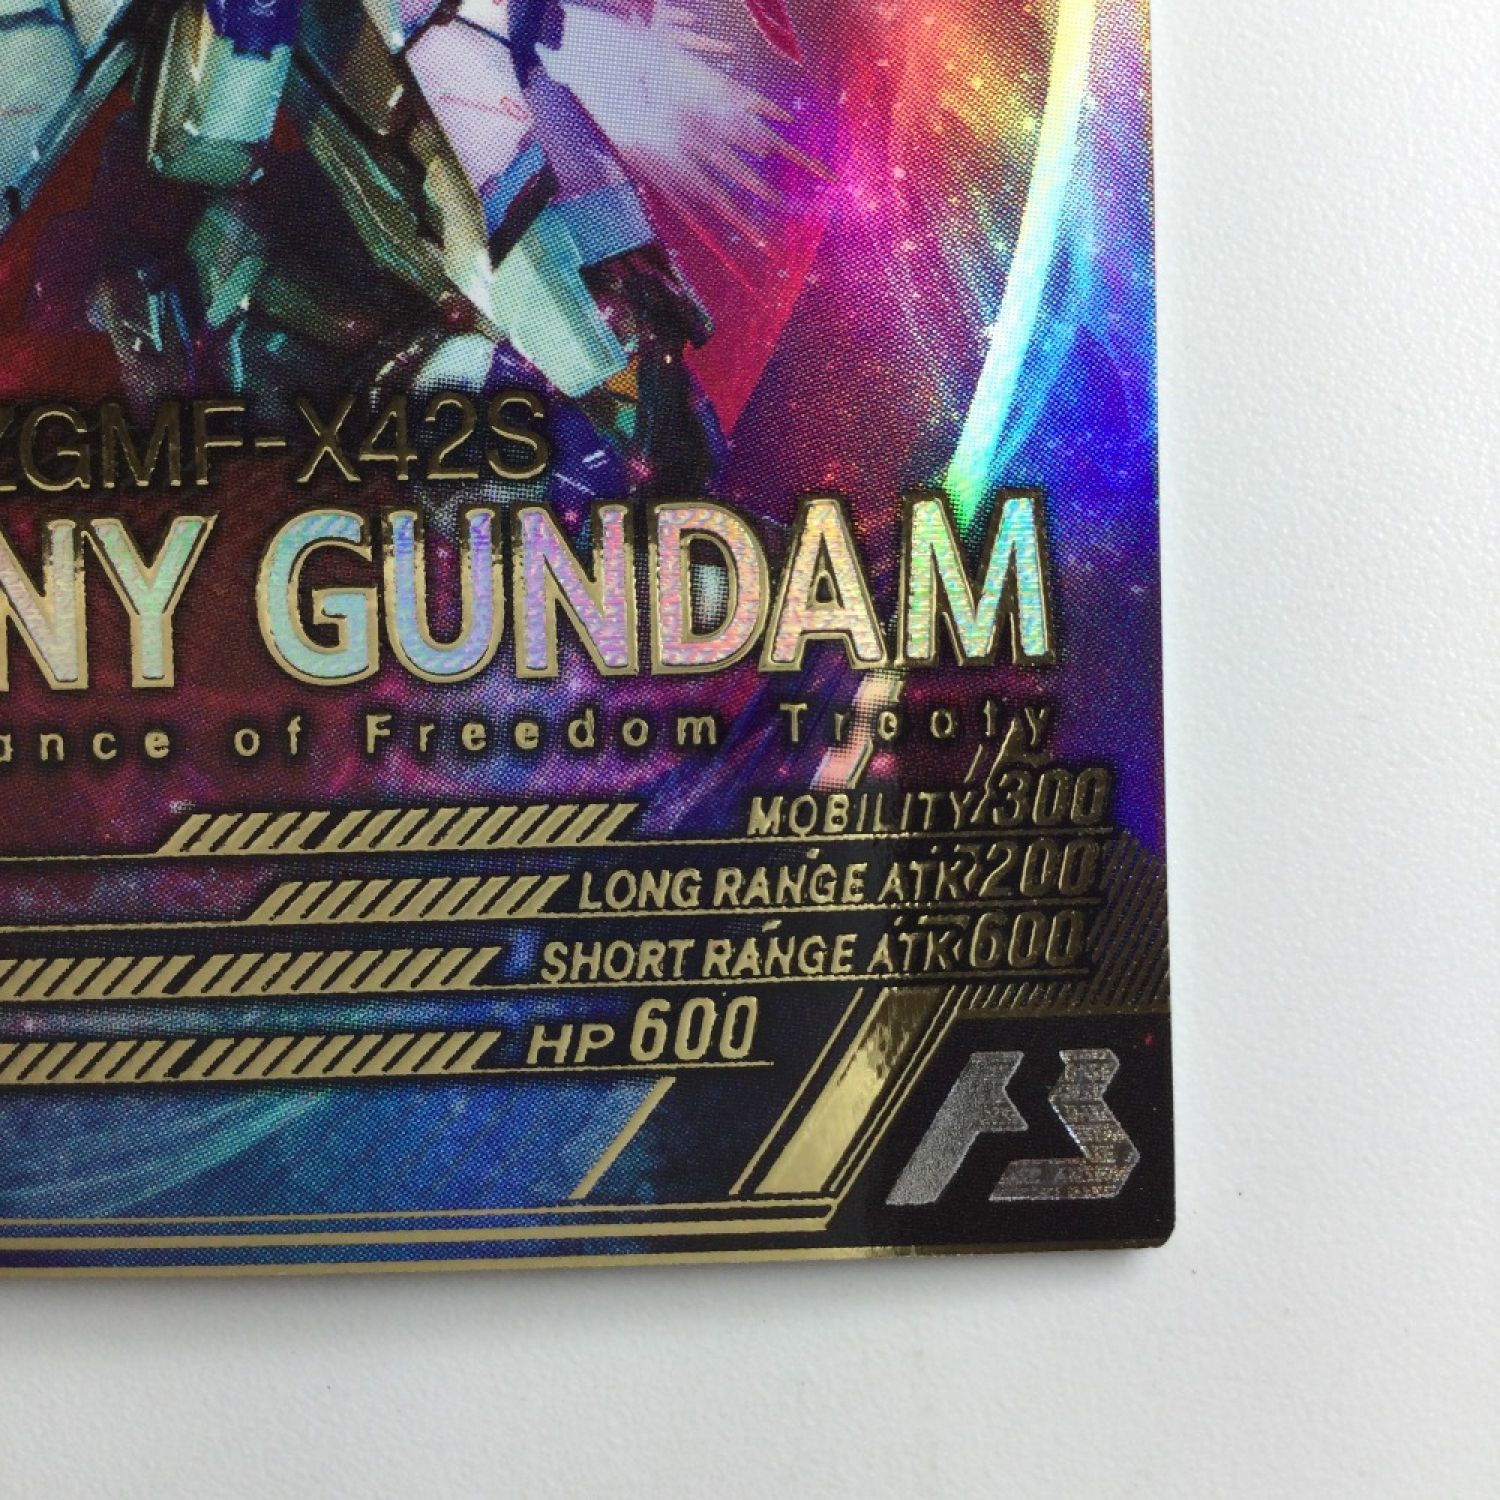 ZGMF-X42S
NY GUNDAM
ance of Freedom Treaty
MOBILITY 300
LONG RANGE ATK 200
SHORT RANGE ATK 600
HP 600